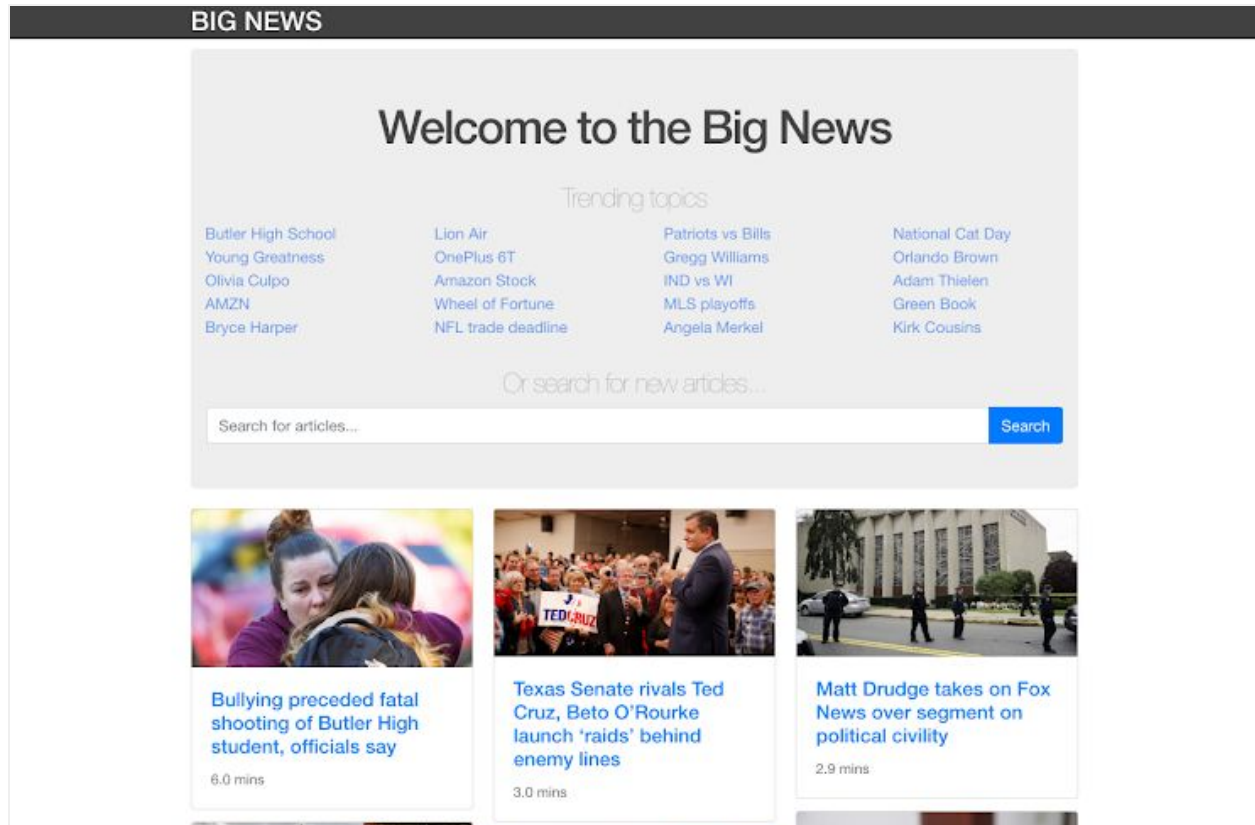 BIG NEWS
Welcome to the Big News
Trending topics
Butler High School
Young Greatness
Olivia Culpo
AMZN
Bryce Harper
Lion Air
OnePlus 6T
Amazon Stock
Wheel of Fortune
NFL trade deadline
Patriots vs Bills
Gregg Williams
IND vs WI
MLS playoffs
Angela Merkel
National Cat Day
Orlando Brown
Adam Thielen
Green Book
Kirk Cousins
Or search for new articles...
Search for articles...
Search
TEDCRUZ
Bullying preceded fatal
shooting of Butler High
student, officials say
6.0 mins
Texas Senate rivals Ted
Cruz, Beto O’Rourke
launch ‘raids’ behind
enemy lines
3.0 mins
Matt Drudge takes on Fox
News over segment on
political civility
2.9 mins